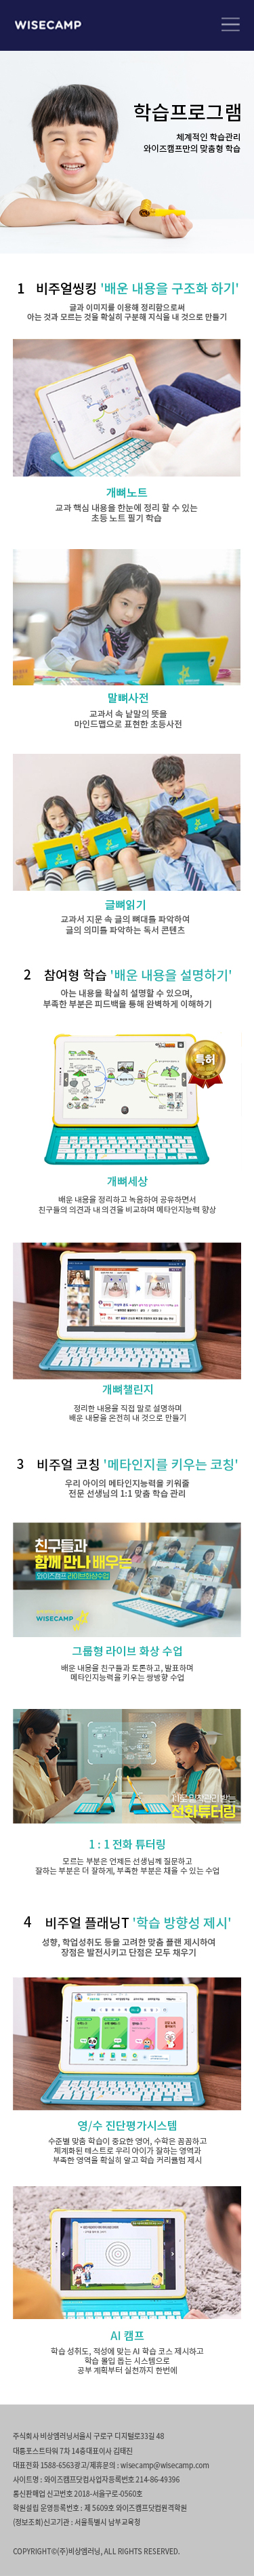 WISECAMP
학습프로그램
체계적인 학습관리
와이즈캠프만의 맞춤형 학습
1 비주얼씽킹 '배운 내용을 구조화 하기'
글과 이미지를 이용해 정리함으로써
아는 것과 모르는 것을 확실히 구분해 지식을 내 것으로 만들기
개뼈노트
교과 핵심 내용을 한눈에 정리 할 수 있는
초등 노트 필기 학습
말뼈사전
교과서 속 낱말의 뜻을
마인드맵으로 표현한 초등사전
글뼈읽기
교과서 지문 속 글의 뼈대를 파악하여
글의 의미를 파악하는 독서 콘텐츠
2 참여형 학습 '배운 내용을 설명하기'
아는 내용을 확실히 설명할 수 있으며,
부족한 부분은 피드백을 통해 완벽하게 이해하기
특허
개뼈세상
배운 내용을 정리하고 녹음하여 공유하면서
친구들의 의견과 내 의견을 비교하며 메타인지능력 향상
개뼈챌린지
정리한 내용을 직접 말로 설명하며
배운 내용을 온전히 내 것으로 만들기
3 비주얼 코칭 '메타인지를 키우는 코칭'
우리 아이의 메타인지능력을 키워줄
전문 선생님의 1:1 맞춤 학습 관리
친구들과
함께 만나 배우는
와이즈캠프 라이브화상수업
WISECAMP
그룹형 라이브 화상 수업
배운 내용을 친구들과 토론하고, 발표하며
메타인지능력을 키우는 쌍방향 수업
전화튜터링
1 : 1 전화 튜터링
모르는 부분은 언제든 선생님께 질문하고
잘하는 부분은 더 잘하게, 부족한 부분은 채울 수 있는 수업
4 비주얼 플래닝T '학습 방향성 제시'
성향, 학업성취도 등을 고려한 맞춤 플랜 제시하여
장점은 발전시키고 단점은 모두 채우기
영/수 진단평가시스템
수준별 맞춤 학습이 중요한 영어, 수학은 꼼꼼하고
체계화된 테스트로 우리 아이가 잘하는 영역과
부족한 영역을 확실히 알고 학습 커리큘럼 제시
AI 캠프
학습 성취도, 적성에 맞는 AI 학습 코스 제시하고
학습 몰입 돕는 시스템으로
공부 계획부터 실천까지 한번에
주식회사 비상엠러닝서울시 구로구 디지털로33길 48
대륭포스트타워 7차 14층대표이사 김태진
대표전화 1588-6563광고/제휴문의 : wisecamp@wisecamp.com
사이트명 : 와이즈캠프닷컴사업자등록번호 214-86-49396
통신판매업 신고번호 2018-서울구로-0560호
학원설립 운영등록번호 : 제 5609호 와이즈캠프닷컴원격학원
(정보조회)신고기관 : 서울특별시 남부교육청
COPYRIGHT©(주)비상엠러닝, ALL RIGHTS RESERVED.